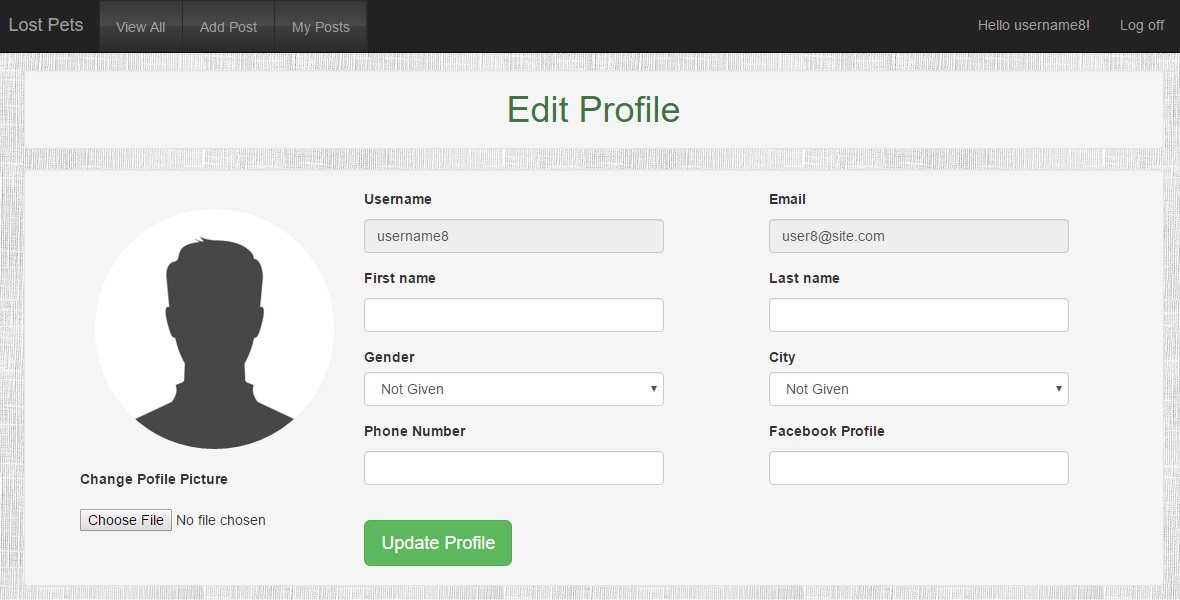 Lost Pets View All Add Post My Posts Hello username8! Log off
Edit Profile
Username Email
username8 user8@site.com
First name Last name
Gender City
Not Given Not Given
Phone Number Facebook Profile
Change Pofile Picture
Choose File No file chosen
Update Profile